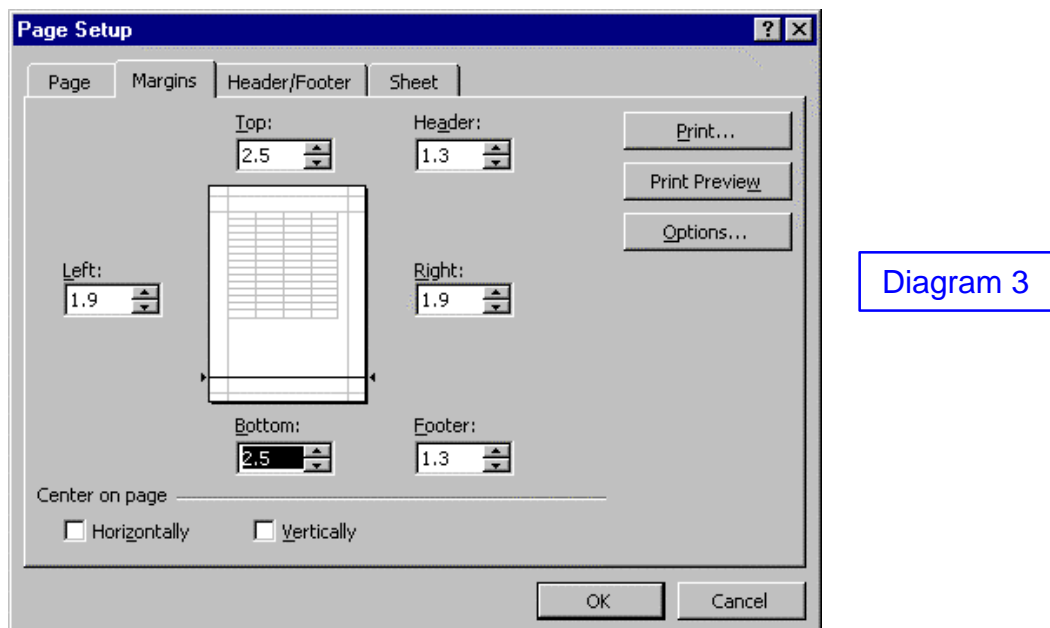 Page Setup
Page Margins Header/Footer Sheet
Top: Header:
2.5 1.3
Print...
Print Preview
Options...
Left: Right:
1.9 1.9
Diagram 3
Bottom: Footer:
2.5 1.3
Center on page
Horizontally Vertically
OK Cancel